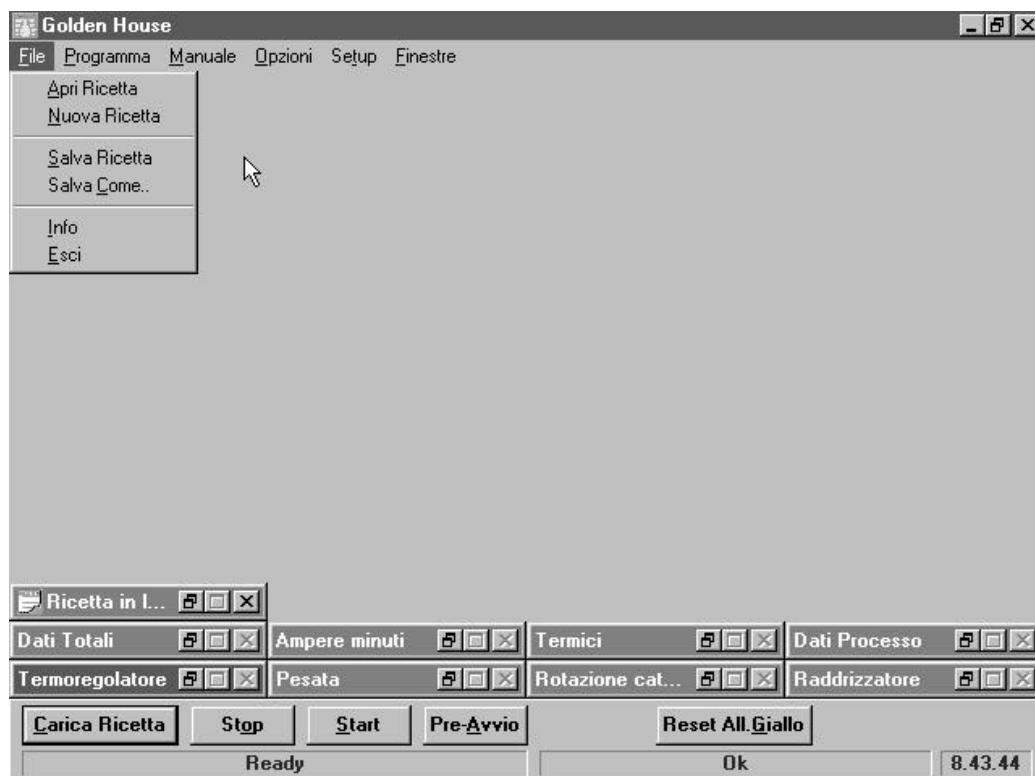 Golden House
File Programma Manuale Opzioni Setup Finestre
Apri Ricetta
Nuova Ricetta
Salva Ricetta
Salva Come..
Info
Esci
Ricetta in l...
Dati Totali Ampere minuti Termici Dati Processo
Termoregolatore Pesata Rotazione cat... Raddrizzatore
Carica Ricetta Stop Start Pre-Avvio Reset All.Giallo
Ready Ok 8.43.44